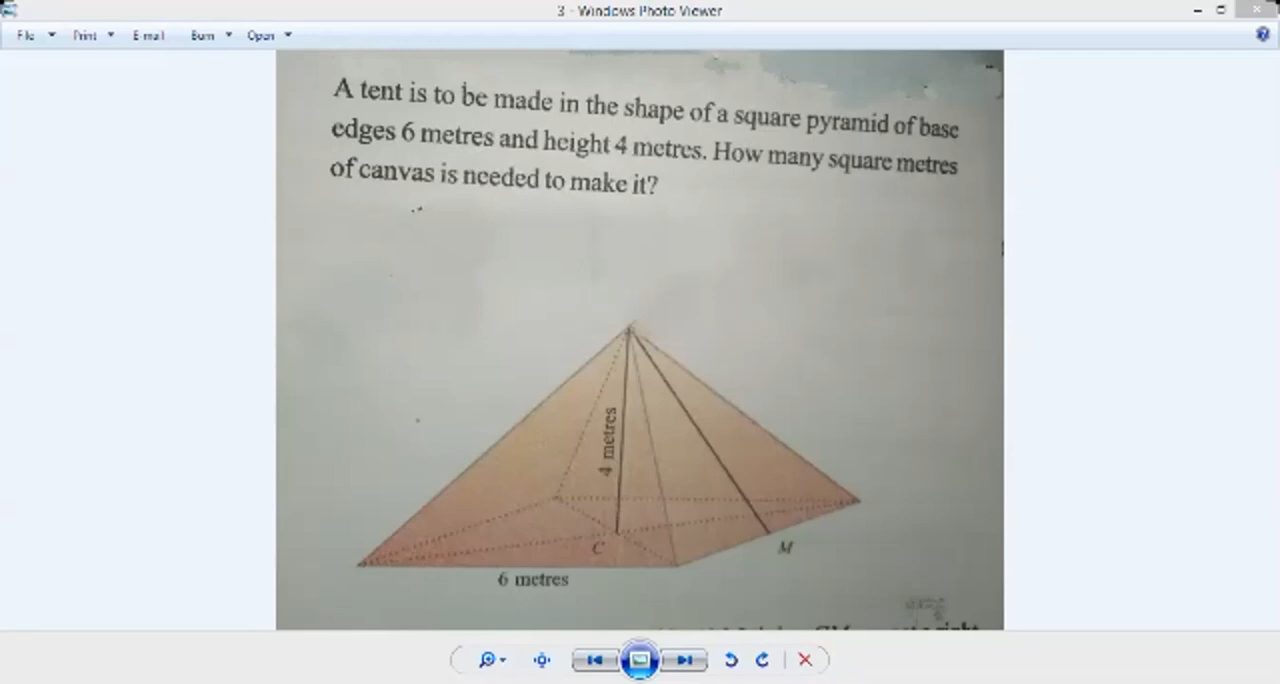 3 - Windows Photo Viewer
File Print E-mail Burn Open
A tent is to be made in the shape of a square pyramid of base
edges 6 metres and height 4 metres. How many square metres
of canvas is needed to make it?
4 metres
C
M
6 metres